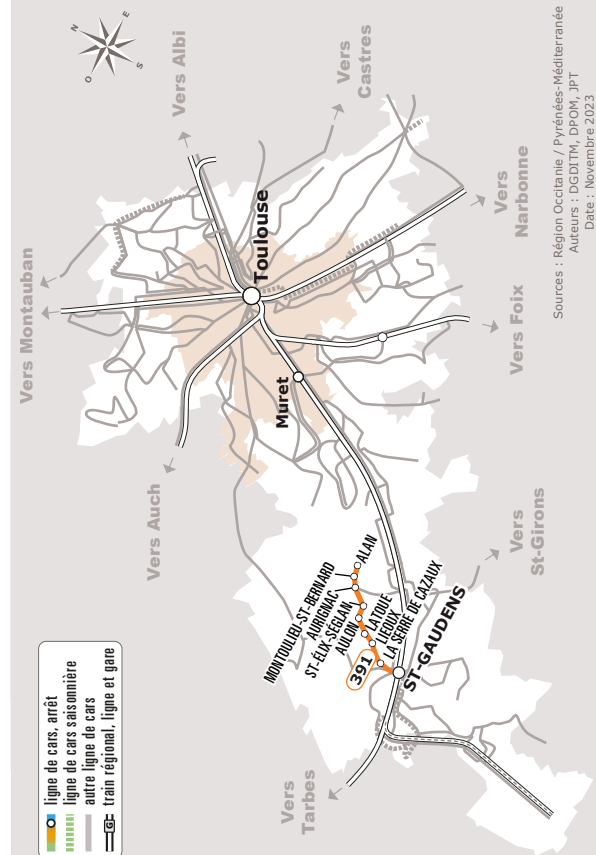 ligne de cars, arrêt
ligne de cars saisonnière
autre ligne de cars
G
train régional, ligne et gare
N
E
S
O
Vers Montauban
Vers Albi
Vers
Castres
Vers
Narbonne
Vers Foix
Vers
St-Girons
Vers Auch
Vers
Tarbes
Toulouse
Muret
MONTOULIEU-ST-BERNARD
AURIGNAC
ST-ÉLIX-SÉGLAN
AULON
391
ALAN
LATOUE
LIEOUX
LA SERRE DE CAZAUX
ST-GAUDENS
Sources : Région Occitanie / Pyrénées-Méditerranée
Auteurs : DGDITM, DPOM, JPT
Date : Novembre 2023